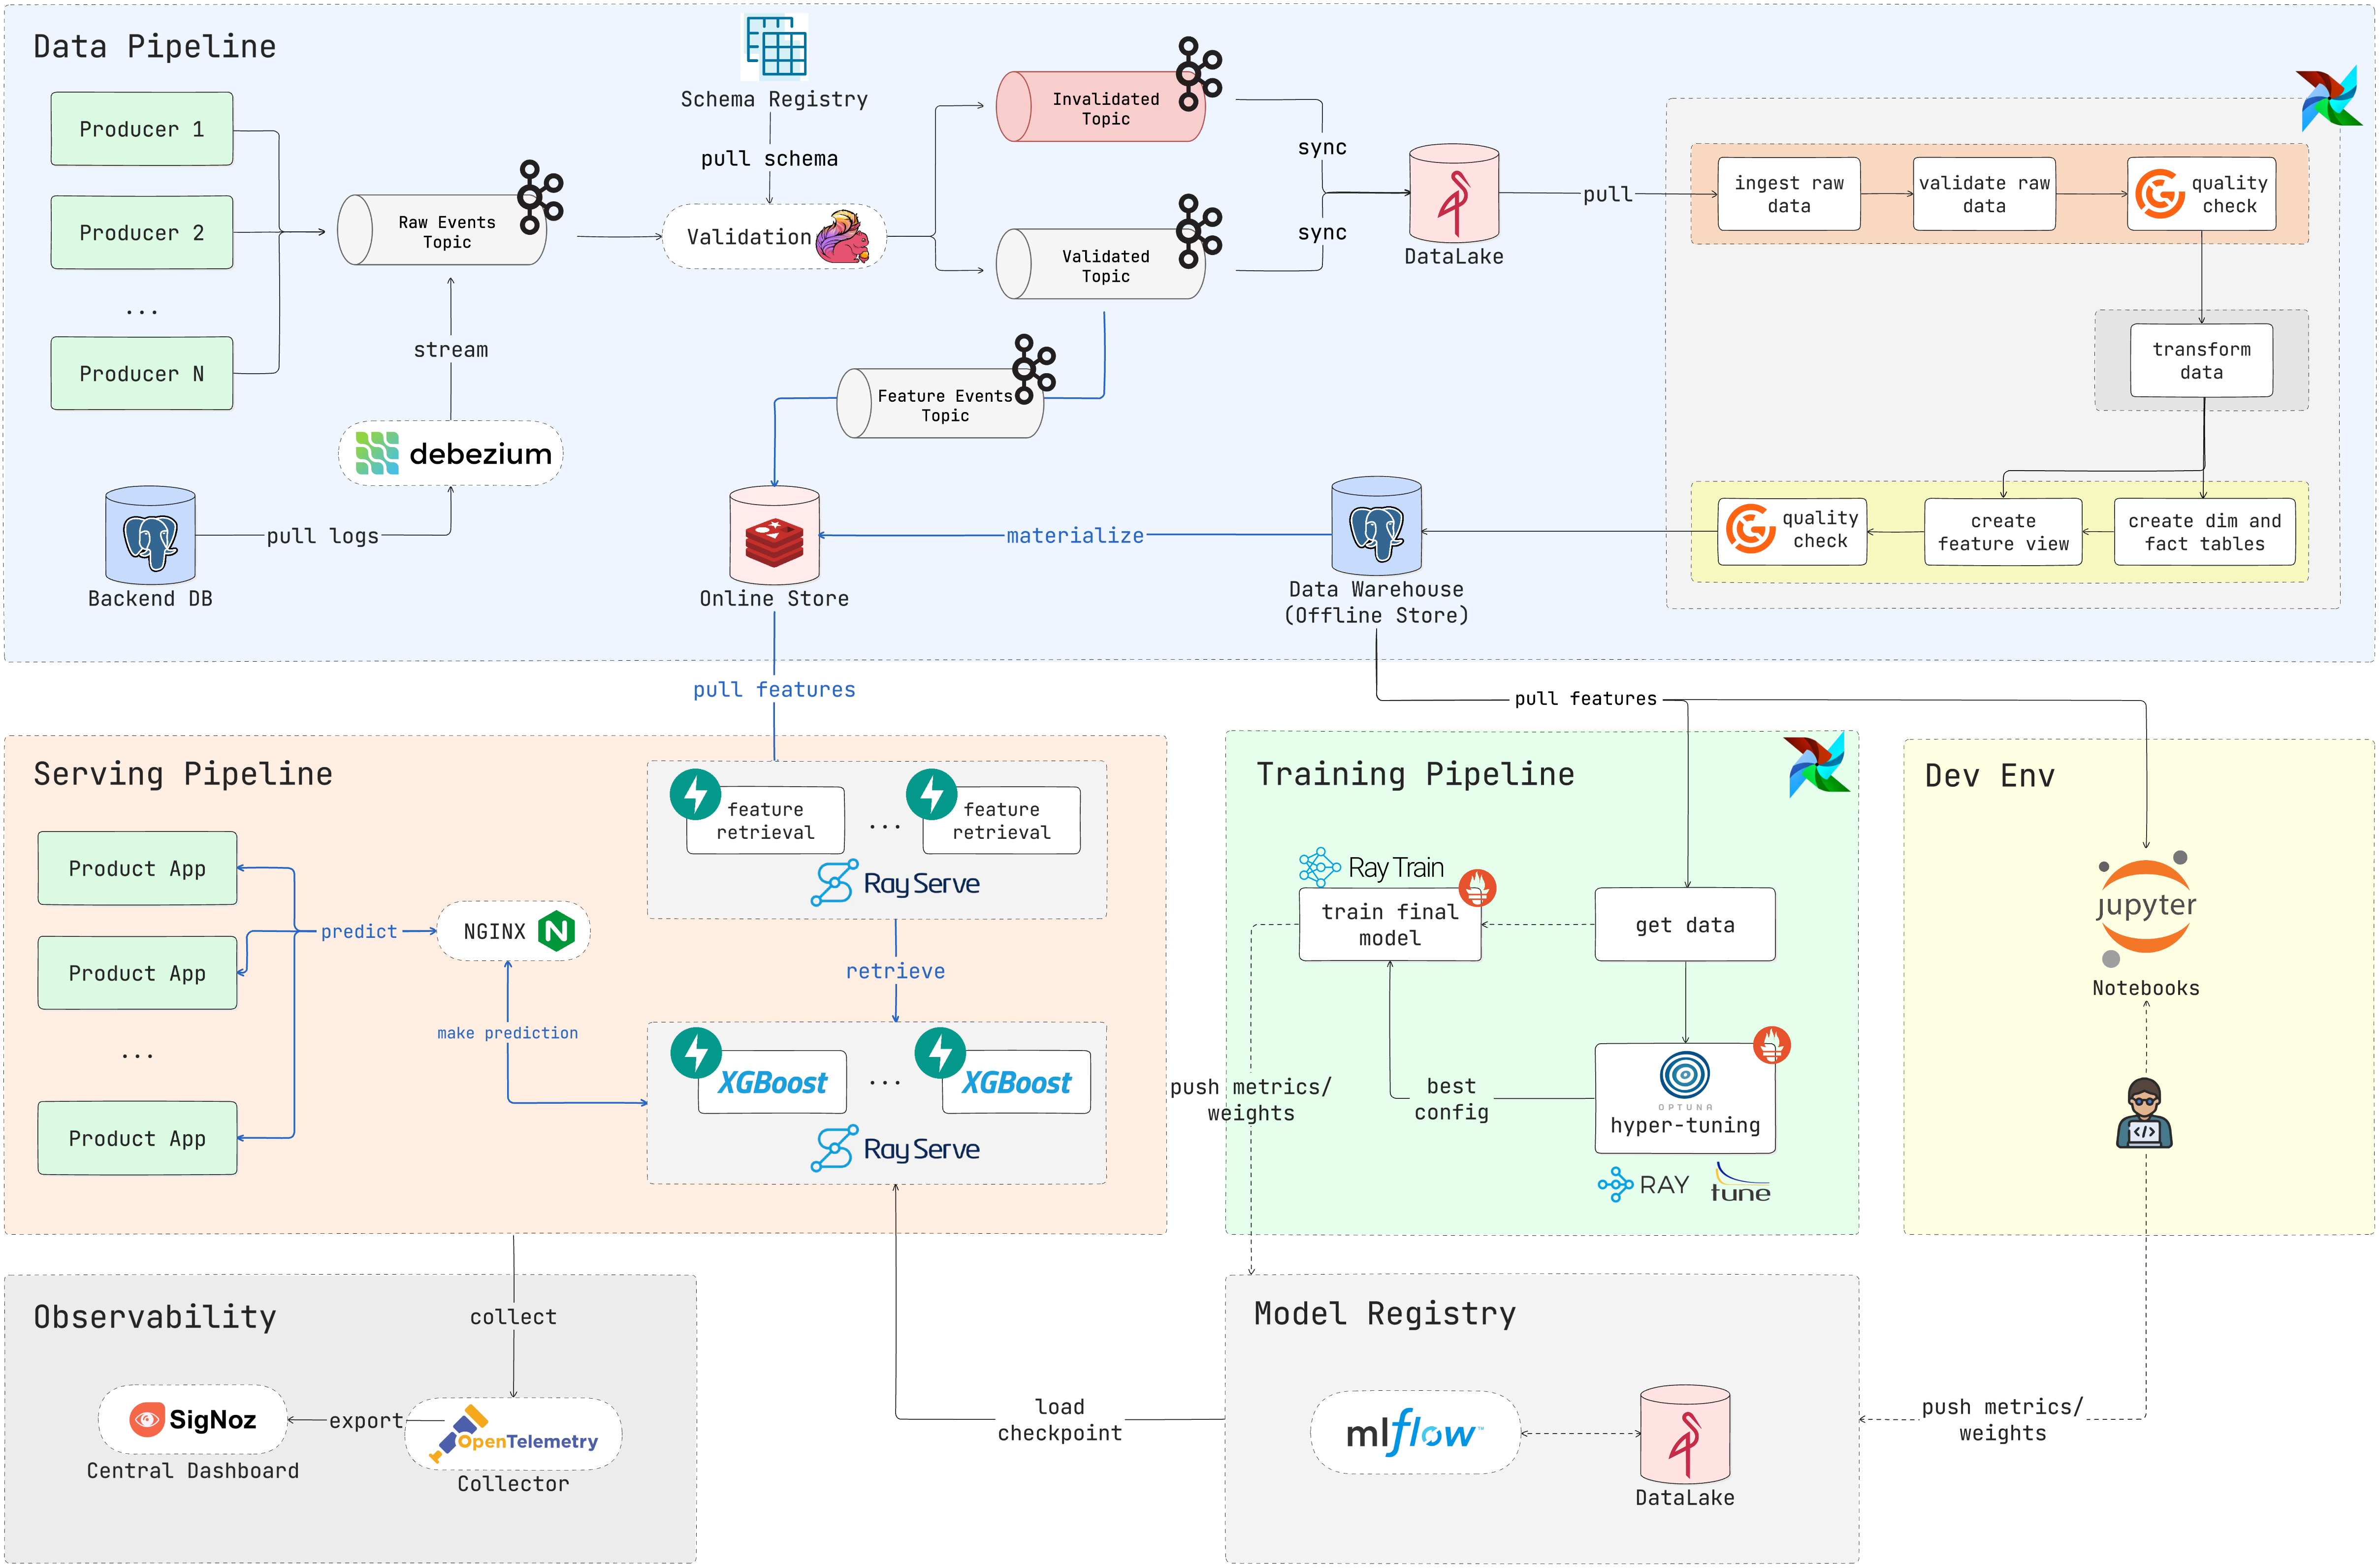 Data Pipeline
Producer 1
Producer 2
...
Producer N
Backend DB
pull logs
debezium
stream
Raw Events
Topic
Schema Registry
pull schema
Validation
Invalidated
Topic
Validated
Topic
Feature Events
Topic
sync
sync
DataLake
pull
ingest raw
data
validate raw
data
quality
check
transform
data
create dim and
fact tables
create
feature view
quality
check
Data Warehouse
(Offline Store)
materialize
Online Store
pull features
pull features
Serving Pipeline
Product App
Product App
...
Product App
predict
NGINX
make prediction
feature
retrieval
...
feature
retrieval
Ray Serve
retrieve
XGBoost
...
XGBoost
Ray Serve
Training Pipeline
Ray Train
train final
model
get data
best
config
OPTUNA
hyper-tuning
RAY
tune
push metrics/
weights
Dev Env
jupyter
Notebooks
</>
push metrics/
weights
Observability
collect
SigNoz
export
OpenTelemetry
Central Dashboard
Collector
load
checkpoint
Model Registry
mlflow™
DataLake